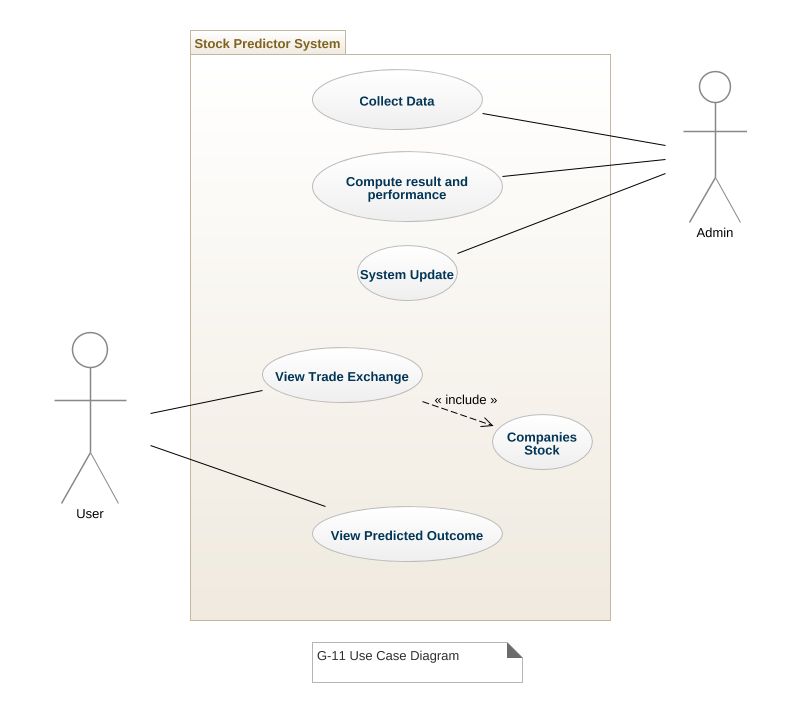 Stock Predictor System
Collect Data
Compute result and
performance
Admin
System Update
View Trade Exchange
« include »
Companies
Stock
User
View Predicted Outcome
G-11 Use Case Diagram